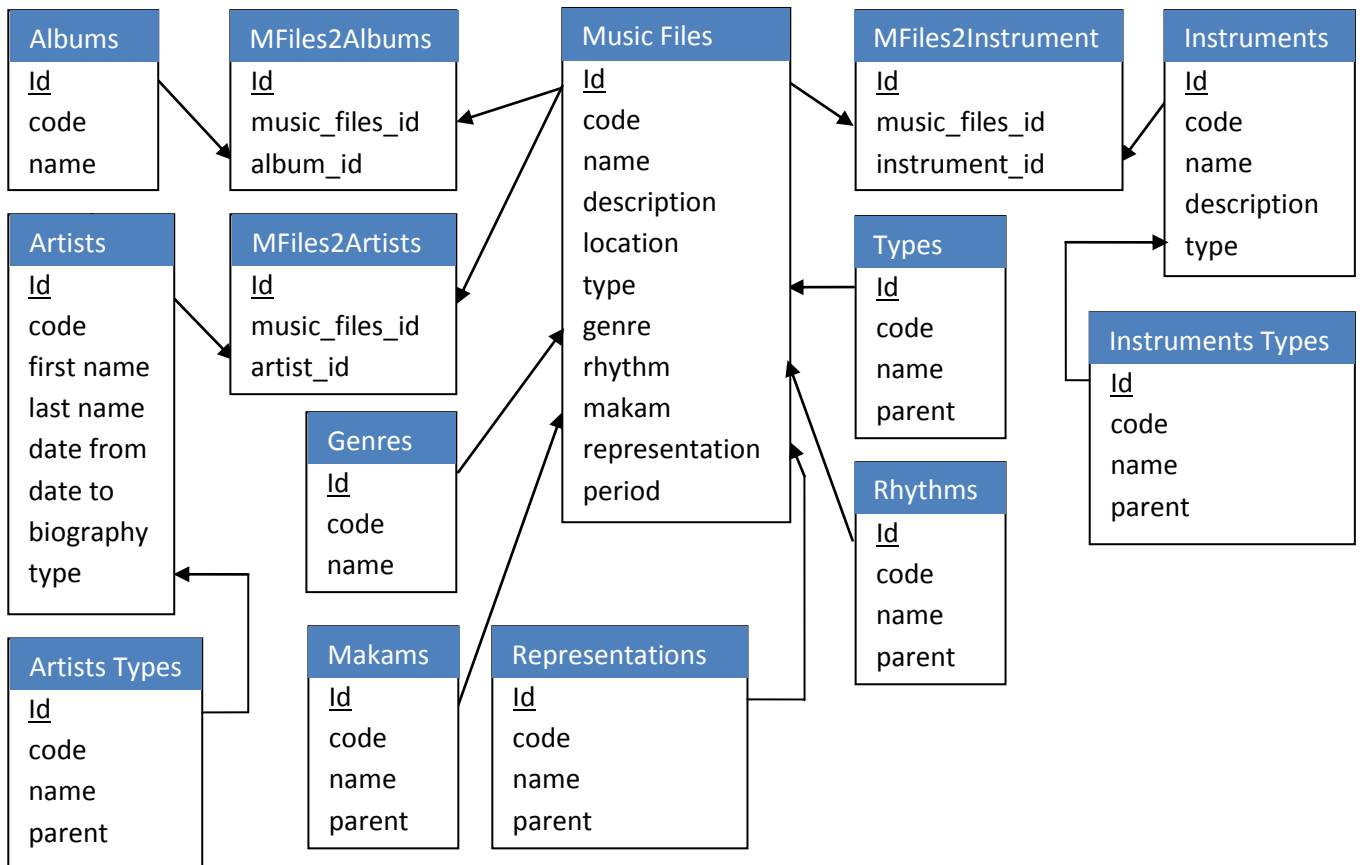 Albums
Id
code
name
MFiles2Albums
Id
music_files_id
album_id
Music Files
Id
code
name
description
location
type
genre
rhythm
makam
representation
period
MFiles2Instrument
Id
music_files_id
instrument_id
Instruments
Id
code
name
description
type
Artists
Id
code
first name
last name
date from
date to
biography
type
MFiles2Artists
Id
music_files_id
artist_id
Types
Id
code
name
parent
Instruments Types
Id
code
name
parent
Genres
Id
code
name
Rhythms
Id
code
name
parent
Artists Types
Id
code
name
parent
Makams
Id
code
name
parent
Representations
Id
code
name
parent